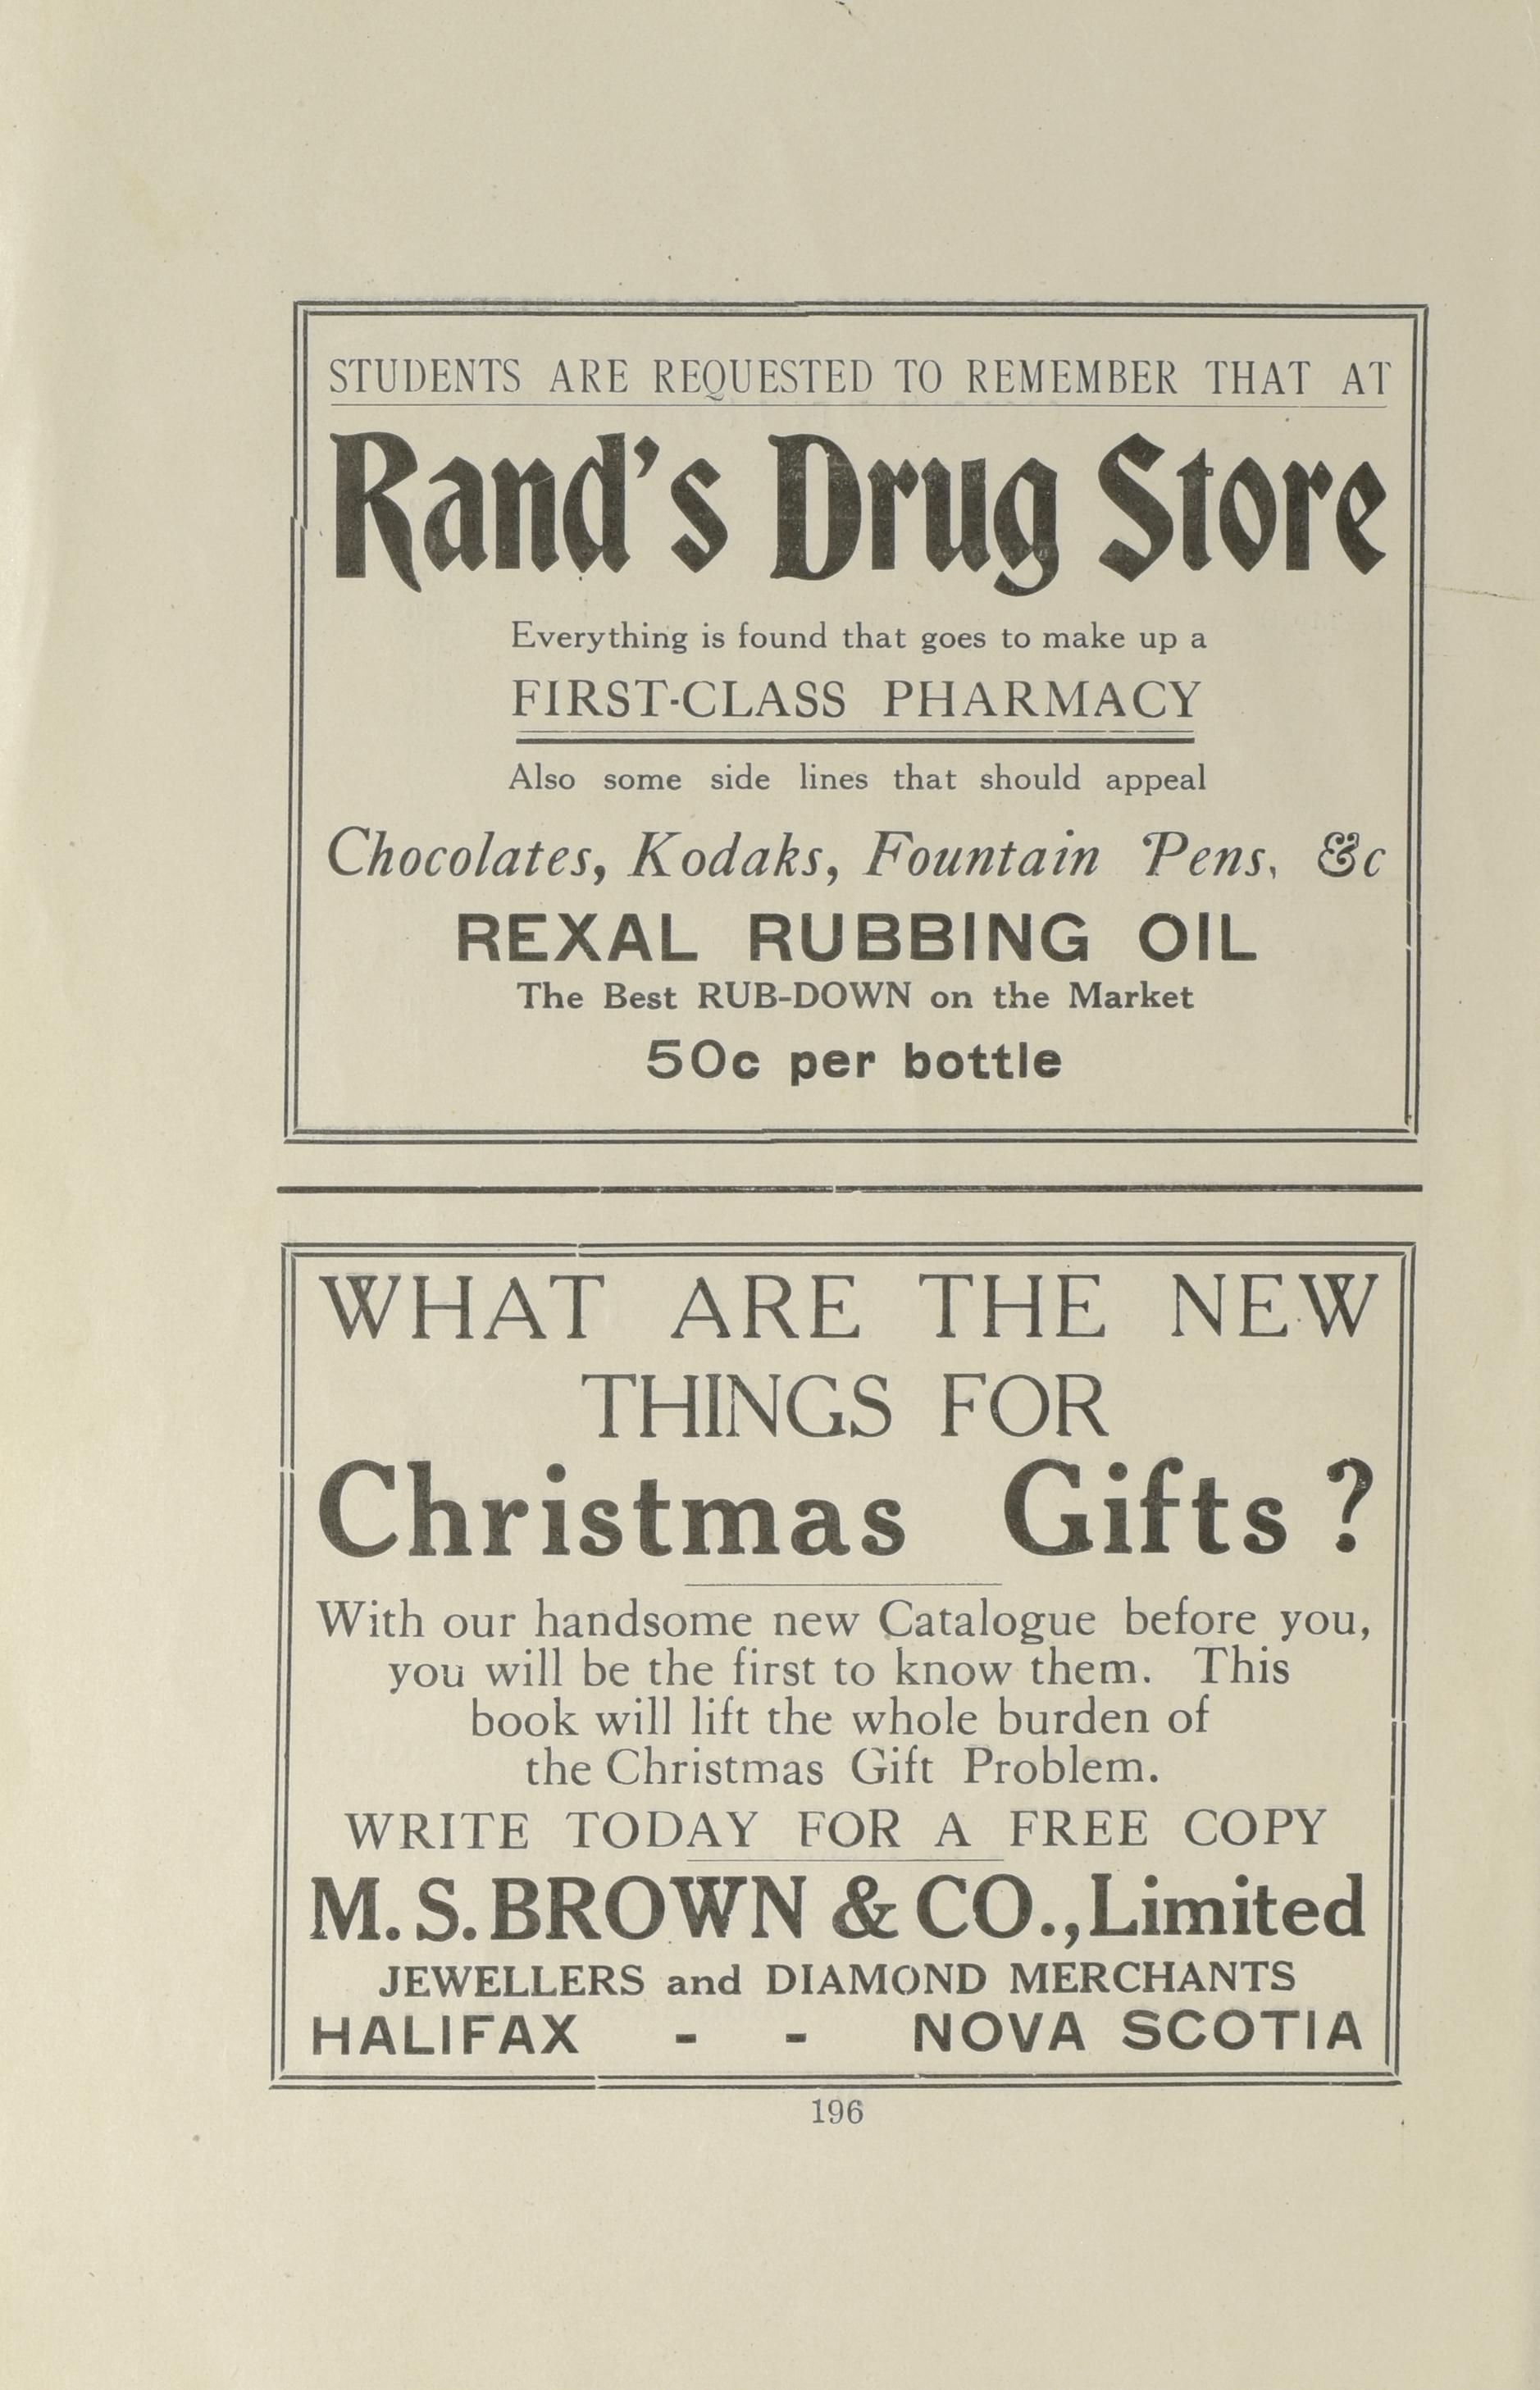 STUDENTS ARE REQUESTED TO REMEMBER THAT AT
Rand's Drug Store
Everything is found that goes to make up a
FIRST-CLASS PHARMACY
Also some side lines that should appeal
Chocolates, Kodaks, Fountain Pens, &c
REXAL RUBBING OIL
The Best RUB-DOWN on the Market
50c per bottle
WHAT ARE THE NEW
THINGS FOR
Christmas Gifts ?
With our handsome new Catalogue before you,
you will be the first to know them. This
book will lift the whole burden of
the Christmas Gift Problem.
WRITE TODAY FOR A FREE COPY
M. S. BROWN & CO., Limited
JEWELLERS and DIAMOND MERCHANTS
HALIFAX - - NOVA SCOTIA
196